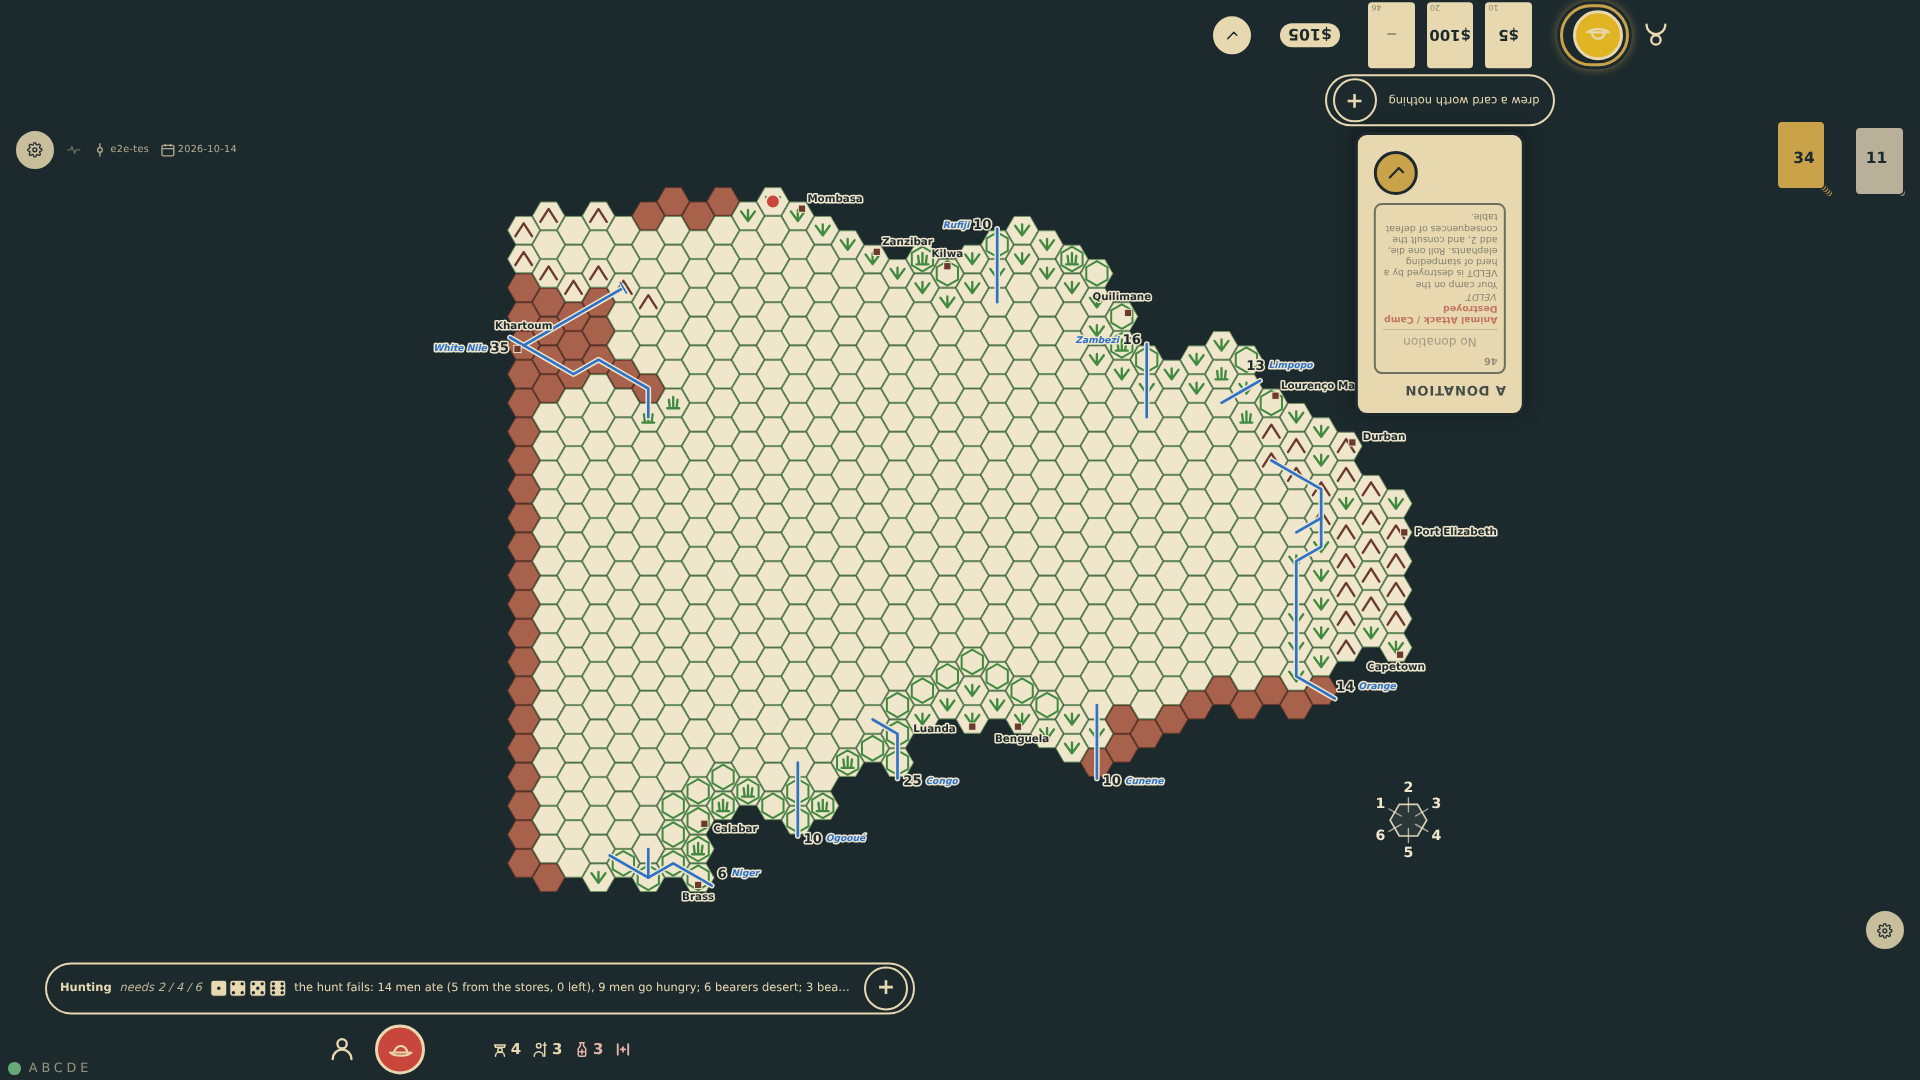 $105
46
–
20
$100
10
$5
drew a card worth nothing
e2e-tes
2026-10-14
34
11
A DONATION
46
No donation
Animal Attack / Camp
Destroyed
VELDT
Your camp on the
VELDT is destroyed by a
herd of stampeding
elephants. Roll one die,
add 2, and consult the
consequences of defeat
table.
Mombasa
Rufiji 10
Zanzibar
Kilwa
Quilimane
Khartoum
White Nile 35
Zambezi 16
13 Limpopo
Lourenço Ma
Durban
Port Elizabeth
Capetown
14 Orange
Luanda
Benguela
25 Congo
10 Cunene
Calabar
10 Ogooué
6 Niger
Brass
2
1 3
6 4
5
Hunting needs 2 / 4 / 6 the hunt fails: 14 men ate (5 from the stores, 0 left), 9 men go hungry; 6 bearers desert; 3 bea…
4 3 3
ABCDE